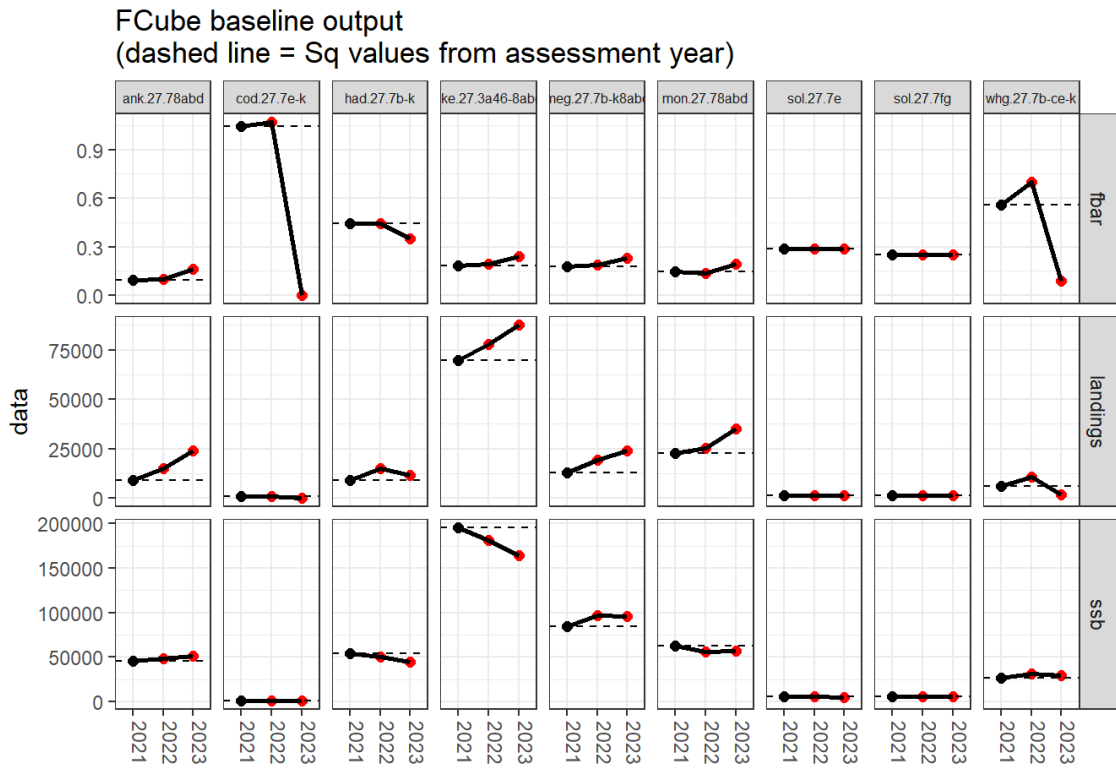 FCube baseline output
(dashed line = Sq values from assessment year)
ank.27.78abd cod.27.7e-k had.27.7b-k ke.27.3a46-8abc meg.27.7b-k8abc mon.27.78abd sol.27.7e sol.27.7fg whg.27.7b-ce-k
0.9
0.6
0.3
0.0
fbar
75000
50000
25000
0
landings
data
200000
150000
100000
50000
0
ssb
2021 2022 2023 2021 2022 2023 2021 2022 2023 2021 2022 2023 2021 2022 2023 2021 2022 2023 2021 2022 2023 2021 2022 2023 2021 2022 2023